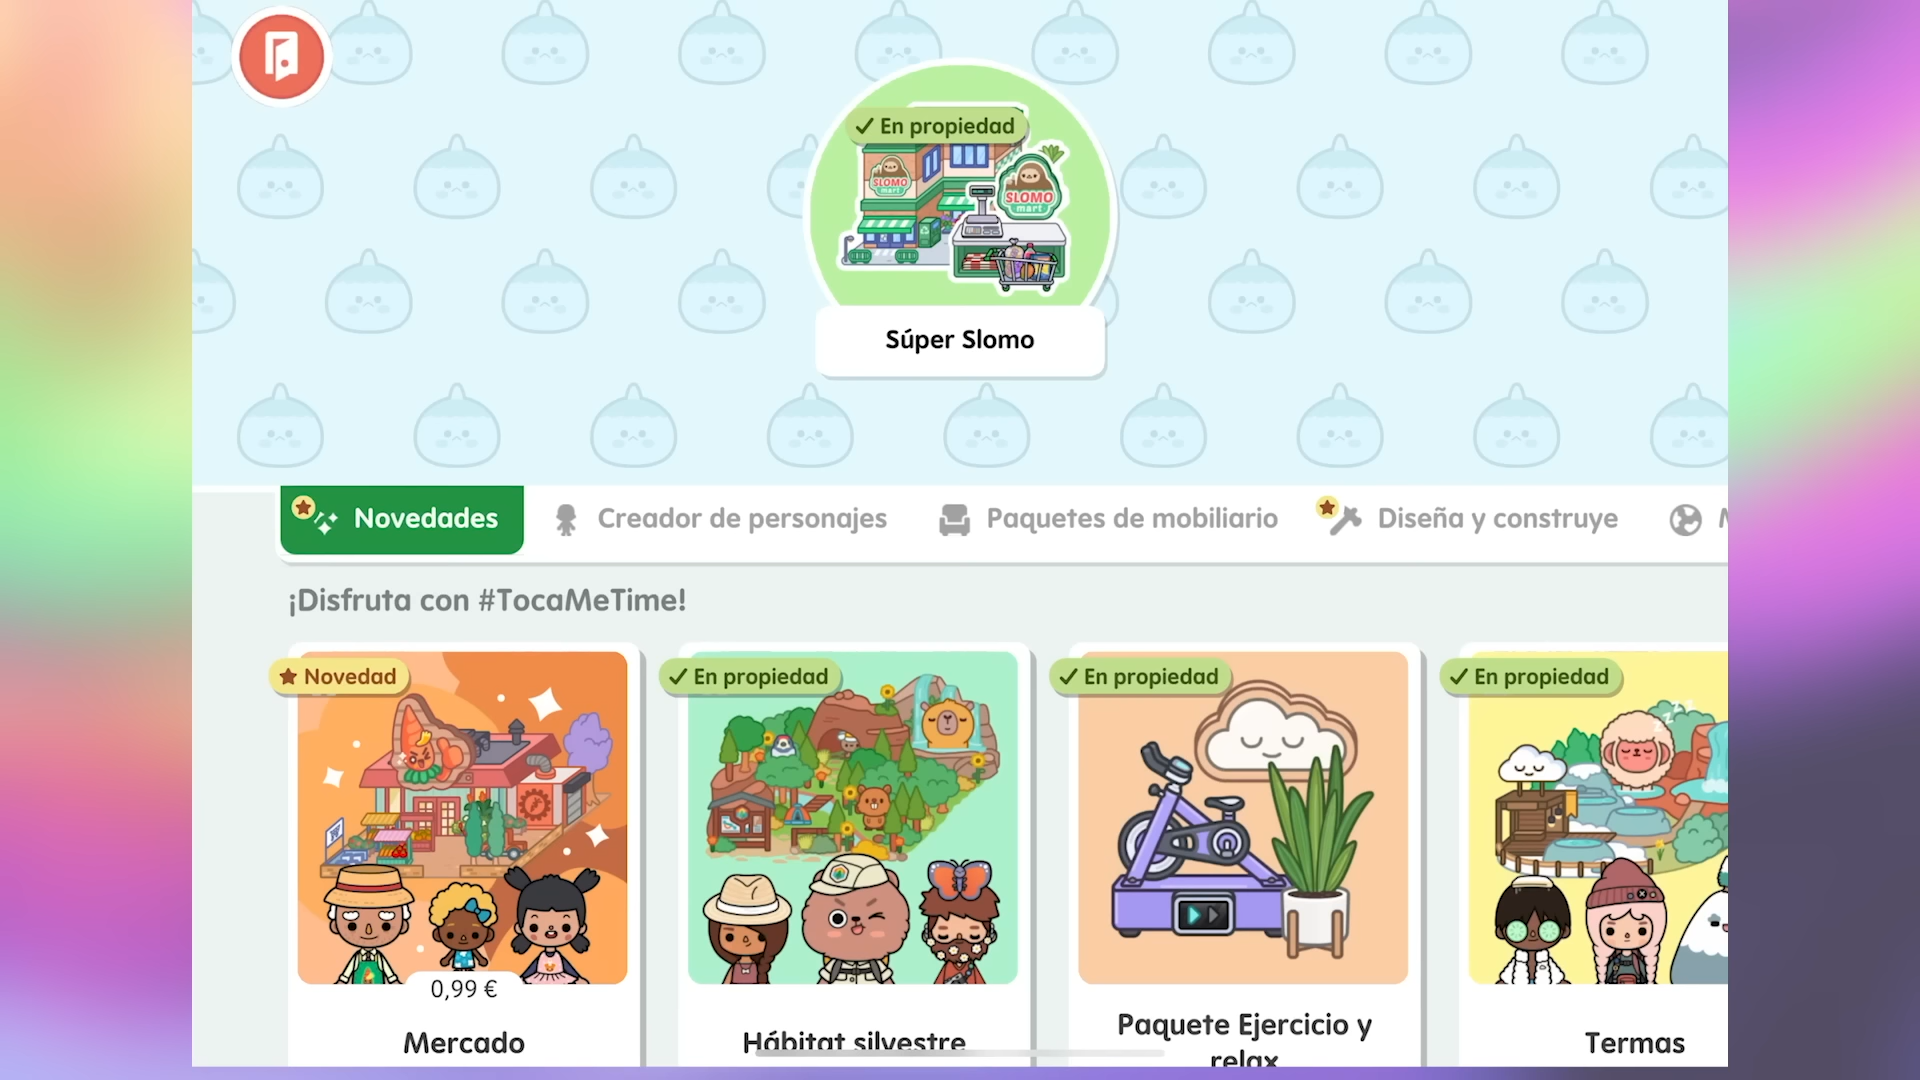 En propiedad
SLOMO
mart
SLOMO
mart
Súper Slomo
Novedades
Creador de personajes
Paquetes de mobiliario
Diseña y construye
¡Disfruta con #TocaMeTime!
Novedad
En propiedad
En propiedad
En propiedad
0,99 €
Mercado
Hábitat silvestre
Paquete Ejercicio y
relax
Termas